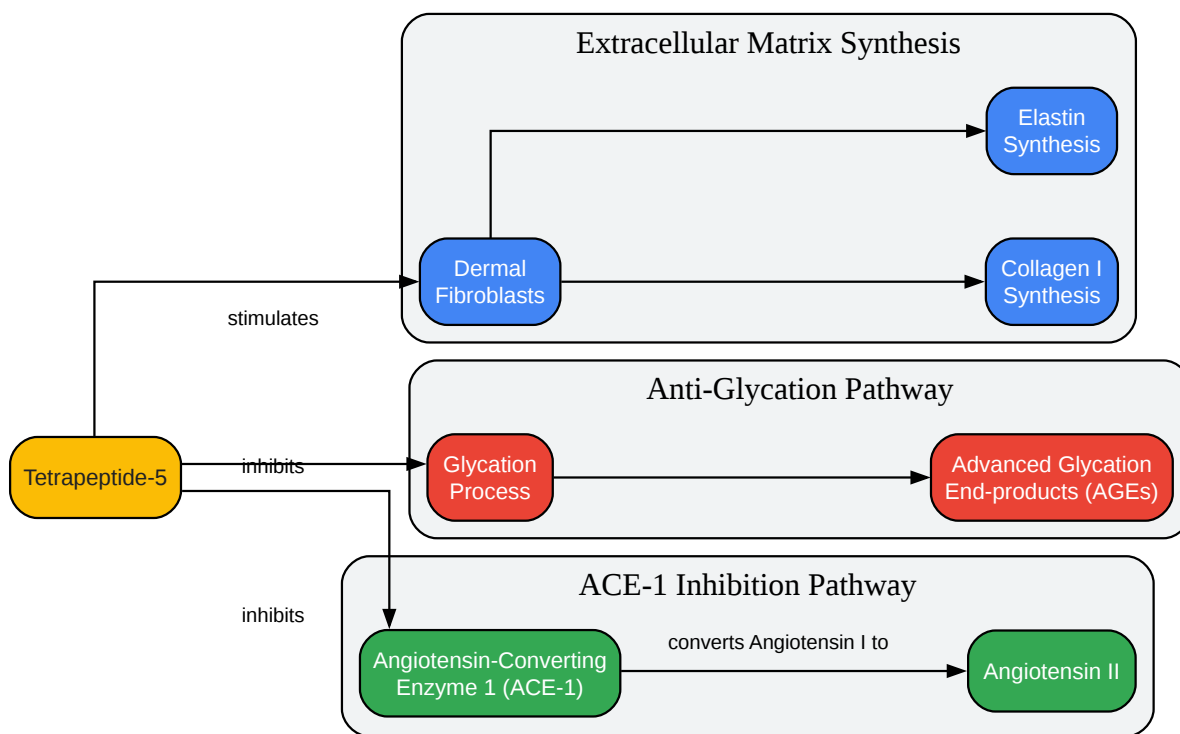 Extracellular Matrix Synthesis
Elastin
Synthesis
Dermal
Fibroblasts
Collagen I
Synthesis
stimulates
Anti-Glycation Pathway
Tetrapeptide-5
inhibits
Glycation
Process
Advanced Glycation
End-products (AGEs)
ACE-1 Inhibition Pathway
inhibits
Angiotensin-Converting
Enzyme 1 (ACE-1)
converts Angiotensin I to
Angiotensin II